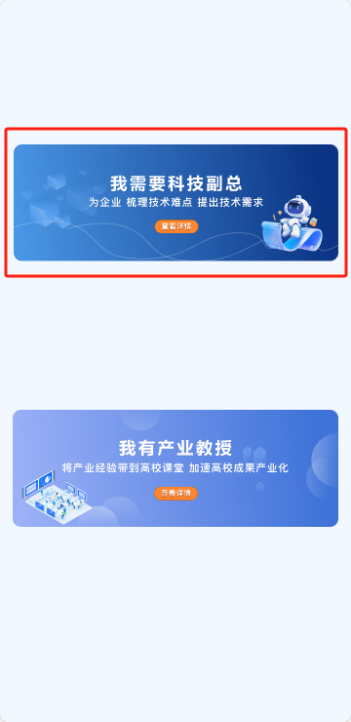 我需要科技副总
为企业 梳理技术难点 提出技术需求
查看详情
我有产业教授
将产业经验带到高校课堂 加速高校成果产业化
查看详情